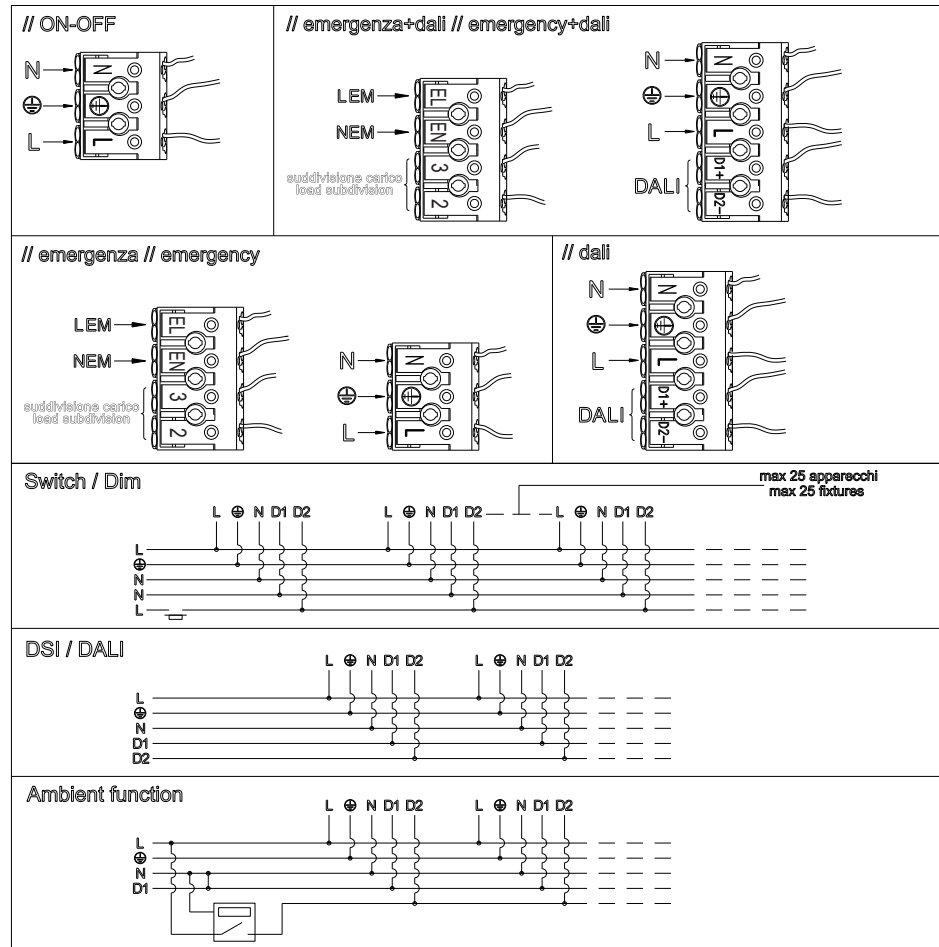 // ON-OFF
N
L
N
L
// emergenza+dali // emergency+dali
LEM
NEM
suddivisione carico
load subdivision
EL
EN
3
2
N
L
DALI
N
L
D1+
D2-
// emergenza // emergency
LEM
NEM
suddivisione carico
load subdivision
EL
EN
3
2
N
L
N
L
// dali
N
L
DALI
N
L
D1+
D2-
Switch / Dim
max 25 apparecchi
max 25 fixtures
L N D1 D2 L N D1 D2 L N D1 D2
L
N
N
L
DSI / DALI
L N D1 D2 L N D1 D2
L
N
D1
D2
Ambient function
L N D1 D2 L N D1 D2
L
N
D1